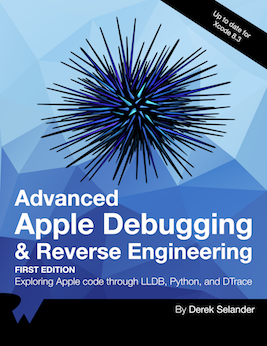 Up to date for
Xcode 8.3
Advanced
Apple Debugging
& Reverse Engineering
FIRST EDITION
Exploring Apple code through LLDB, Python, and DTrace
By Derek Selander